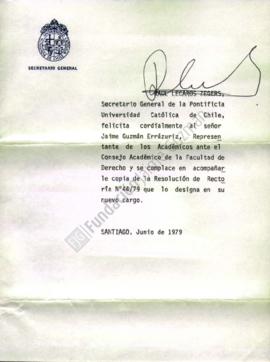 SECRETARIO GENERAL
RAUL LECAROS ZEGERS,
Secretario General de la Pontificia
Universidad Católica de Chile,
felicita cordialmente al señor
Jaime Guzmán Errázuriz, Represen
tante de los Académicos ante el
Consejo Académico de la Facultad de
Derecho y se complace en acompañar
le copia de la Resolución de Recto
ría N°44/79 que lo designa en su
nuevo cargo.
SANTIAGO, Junio de 1979